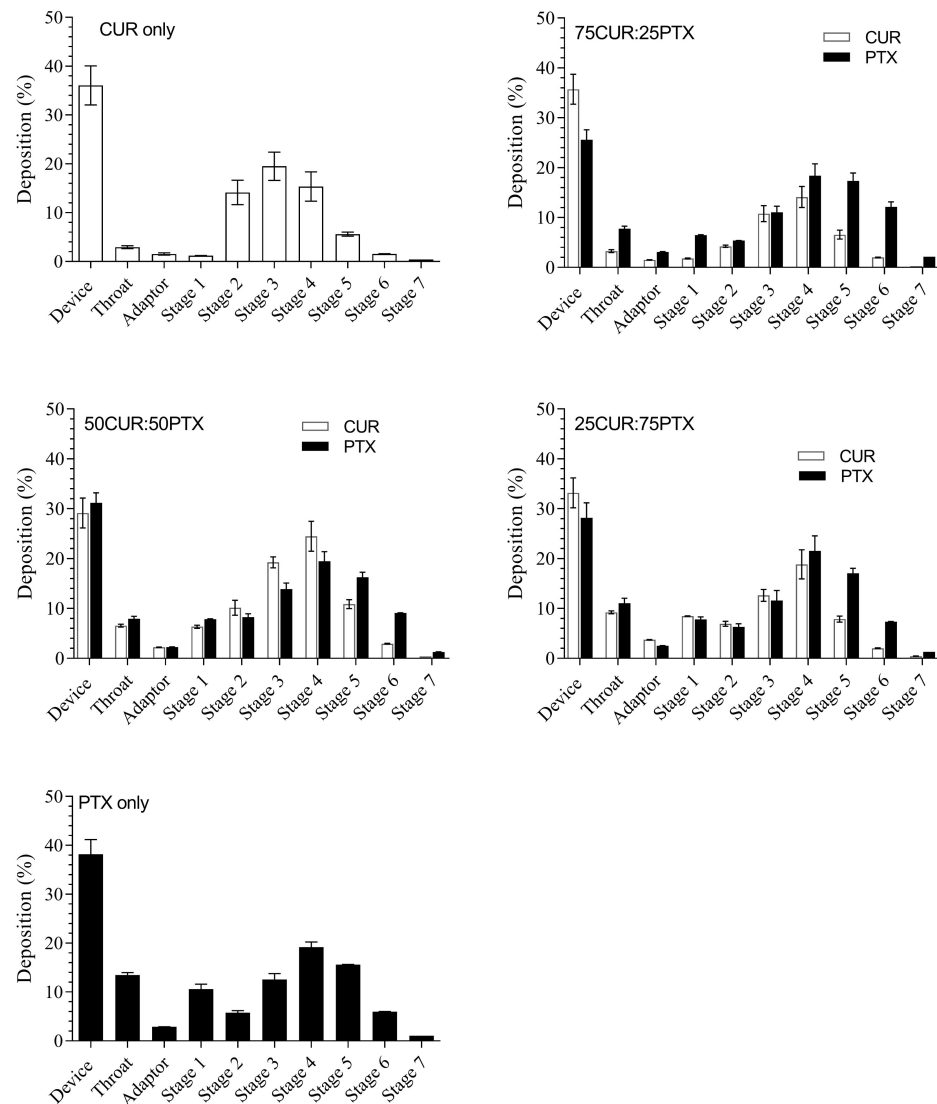 CUR only
Deposition (%)
50
40
30
20
10
0
Device
Throat
Adaptor
Stage 1
Stage 2
Stage 3
Stage 4
Stage 5
Stage 6
Stage 7
75CUR:25PTX
CUR
PTX
Deposition (%)
50
40
30
20
10
0
Device
Throat
Adaptor
Stage 1
Stage 2
Stage 3
Stage 4
Stage 5
Stage 6
Stage 7
50CUR:50PTX
CUR
PTX
Deposition (%)
50
40
30
20
10
0
Device
Throat
Adaptor
Stage 1
Stage 2
Stage 3
Stage 4
Stage 5
Stage 6
Stage 7
25CUR:75PTX
CUR
PTX
Deposition (%)
50
40
30
20
10
0
Device
Throat
Adaptor
Stage 1
Stage 2
Stage 3
Stage 4
Stage 5
Stage 6
Stage 7
PTX only
Deposition (%)
50
40
30
20
10
0
Device
Throat
Adaptor
Stage 1
Stage 2
Stage 3
Stage 4
Stage 5
Stage 6
Stage 7